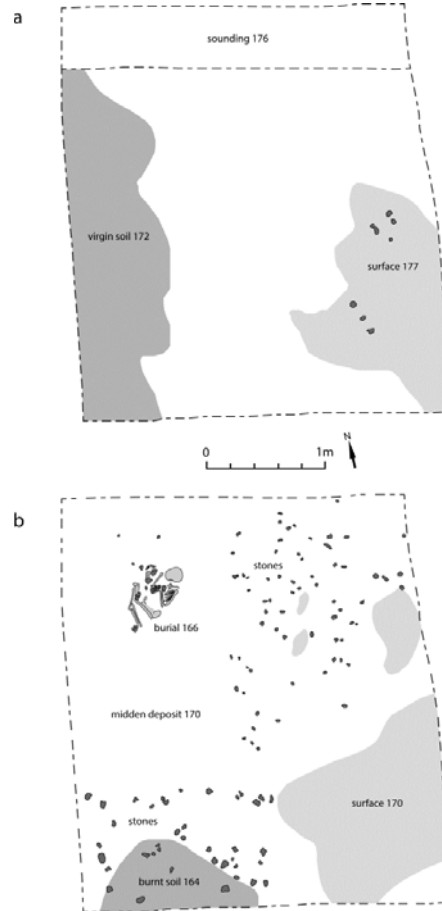 a
sounding 176
virgin soil 172
surface 177
0 1m
N
b
stones
burial 166
midden deposit 170
surface 170
stones
burnt soil 164